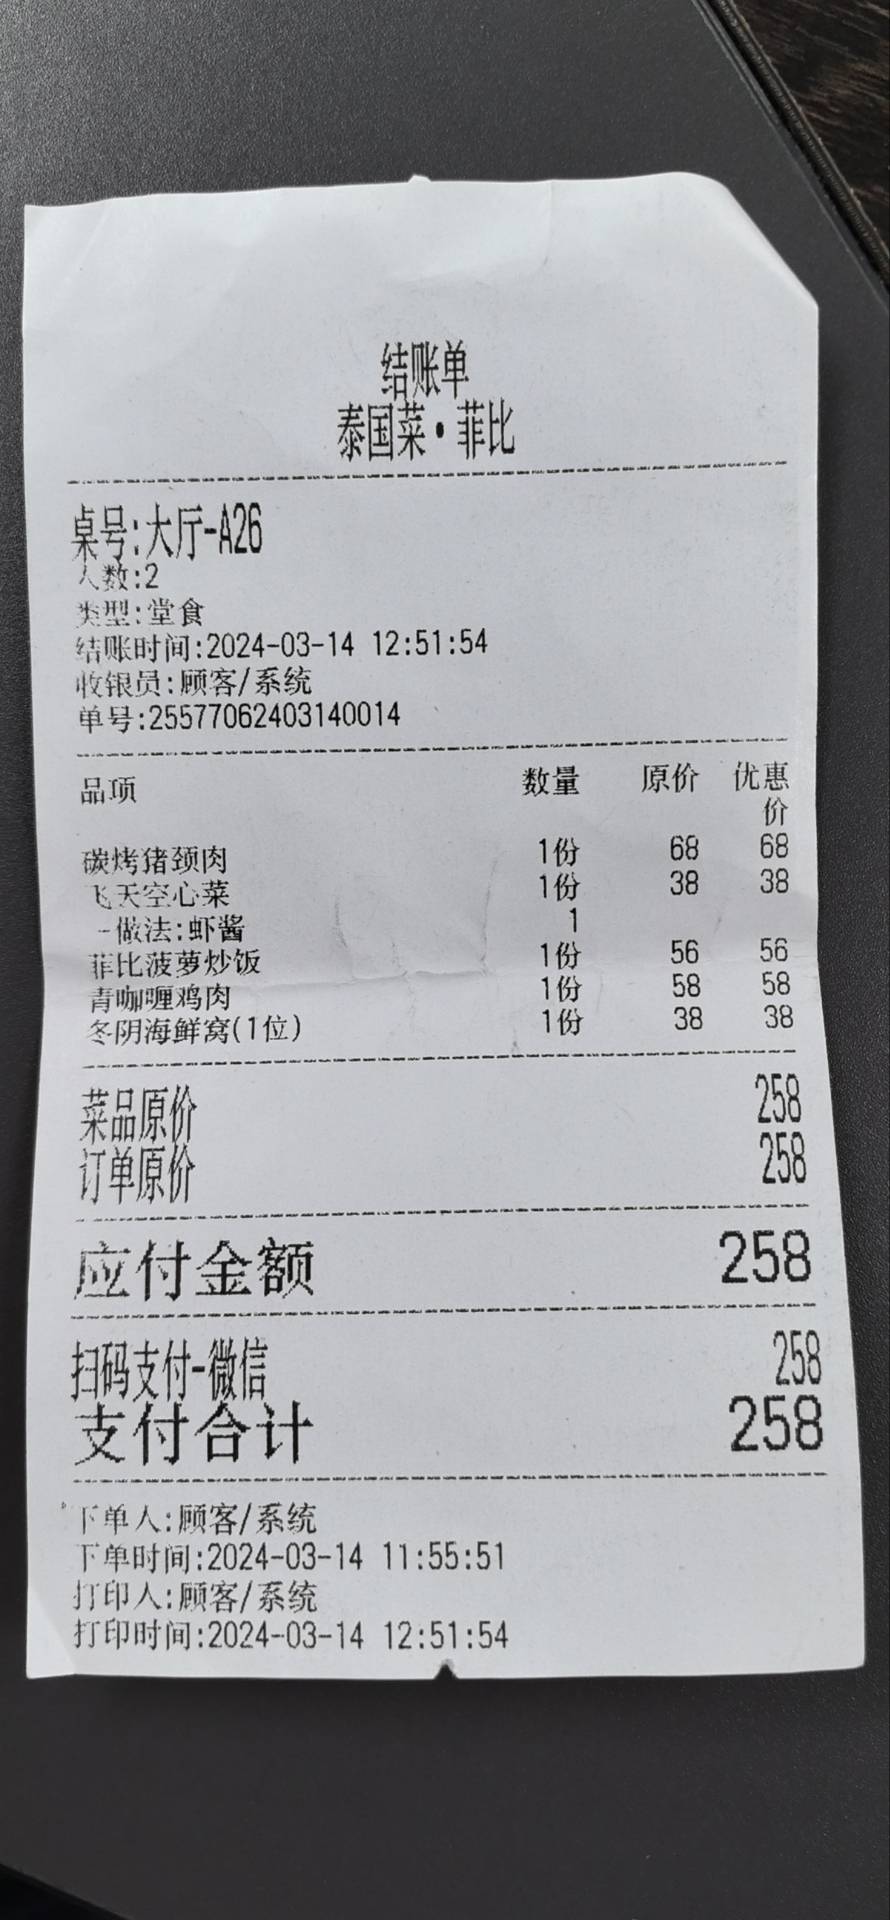 结账单
泰国菜·菲比
桌号:大厅-A26
人数:2
类型:堂食
结账时间:2024-03-14 12:51:54
收银员:顾客/系统
单号:25577062403140014
品项 数量 原价 优惠价
碳烤猪颈肉 1份 68 68
飞天空心菜 1份 38 38
-做法:虾酱 1
菲比菠萝炒饭 1份 56 56
青咖喱鸡肉 1份 58 58
冬阴海鲜窝(1位) 1份 38 38
菜品原价 258
订单原价 258
应付金额 258
扫码支付-微信 258
支付合计 258
下单人:顾客/系统
下单时间:2024-03-14 11:55:51
打印人:顾客/系统
打印时间:2024-03-14 12:51:54